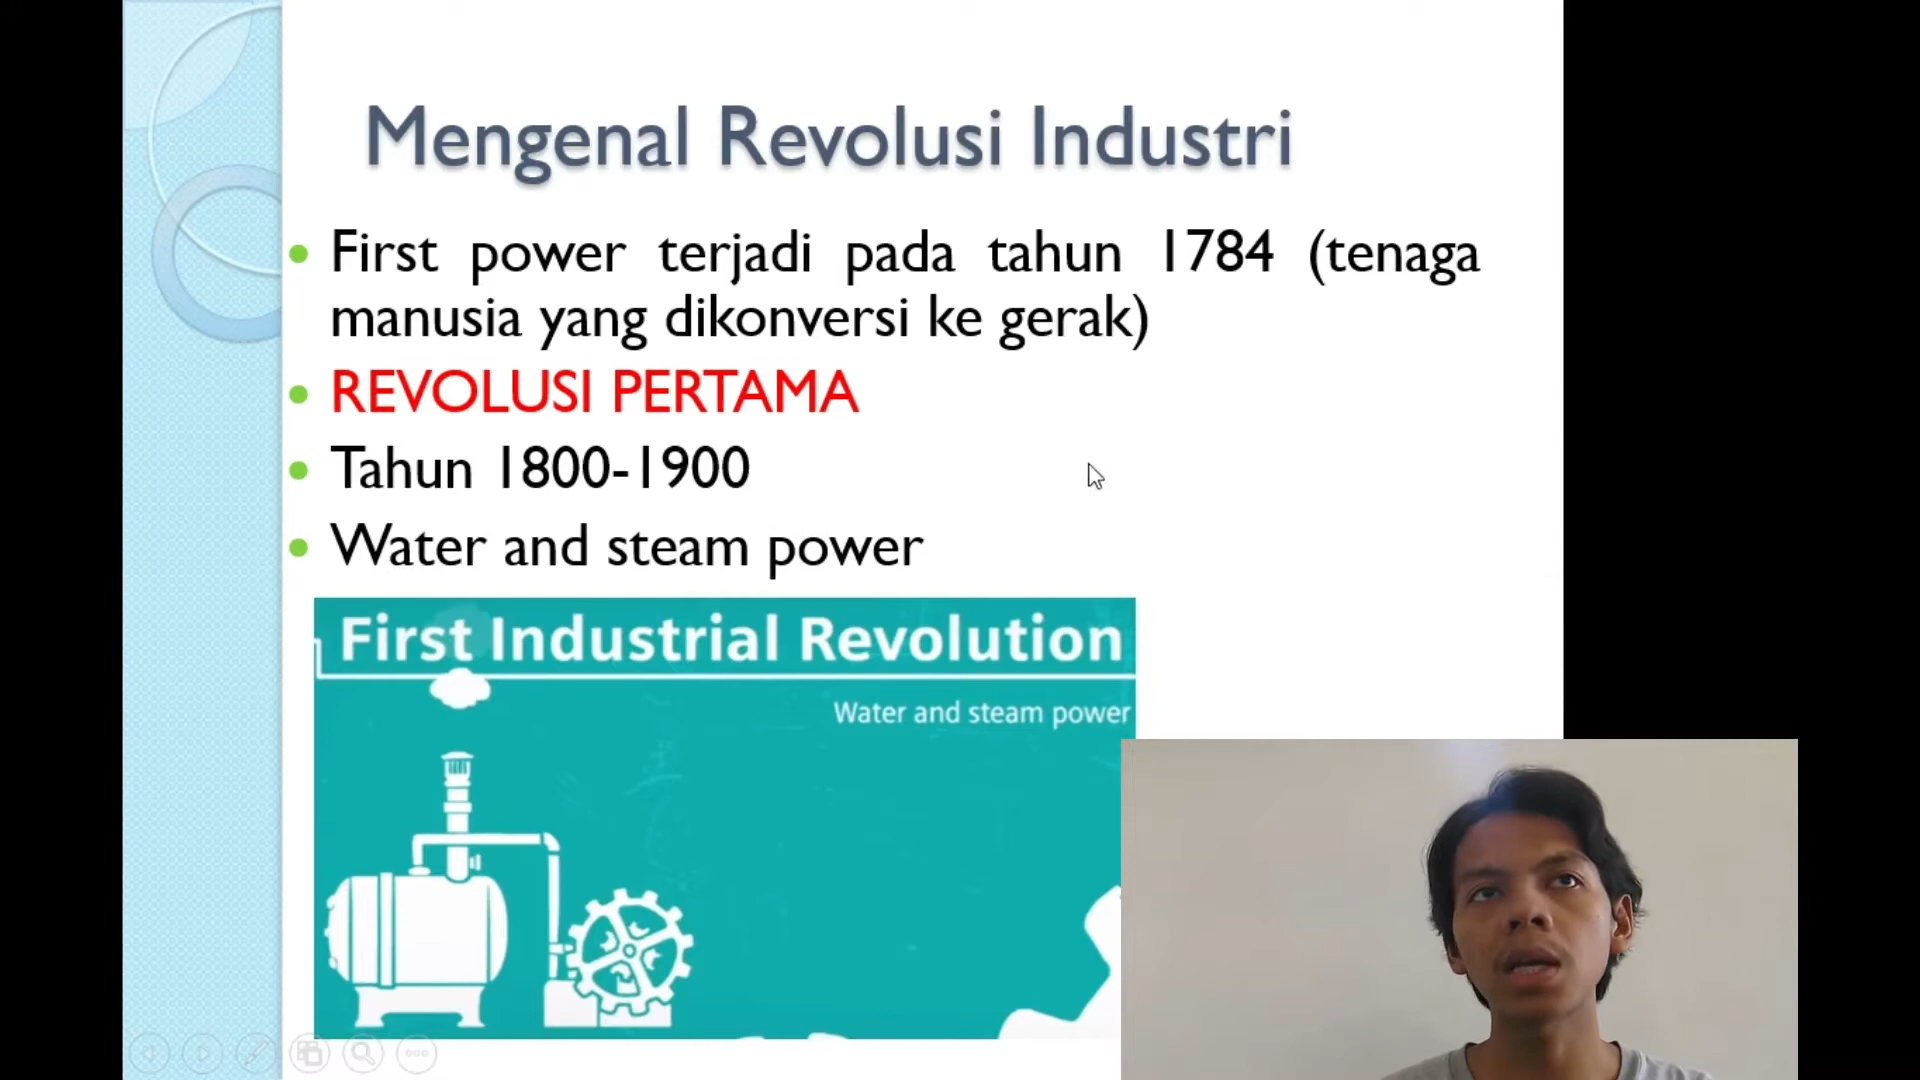 Mengenal Revolusi Industri
First power terjadi pada tahun 1784 (tenaga
manusia yang dikonversi ke gerak)
REVOLUSI PERTAMA
Tahun 1800-1900
Water and steam power
First Industrial Revolution
Water and steam power